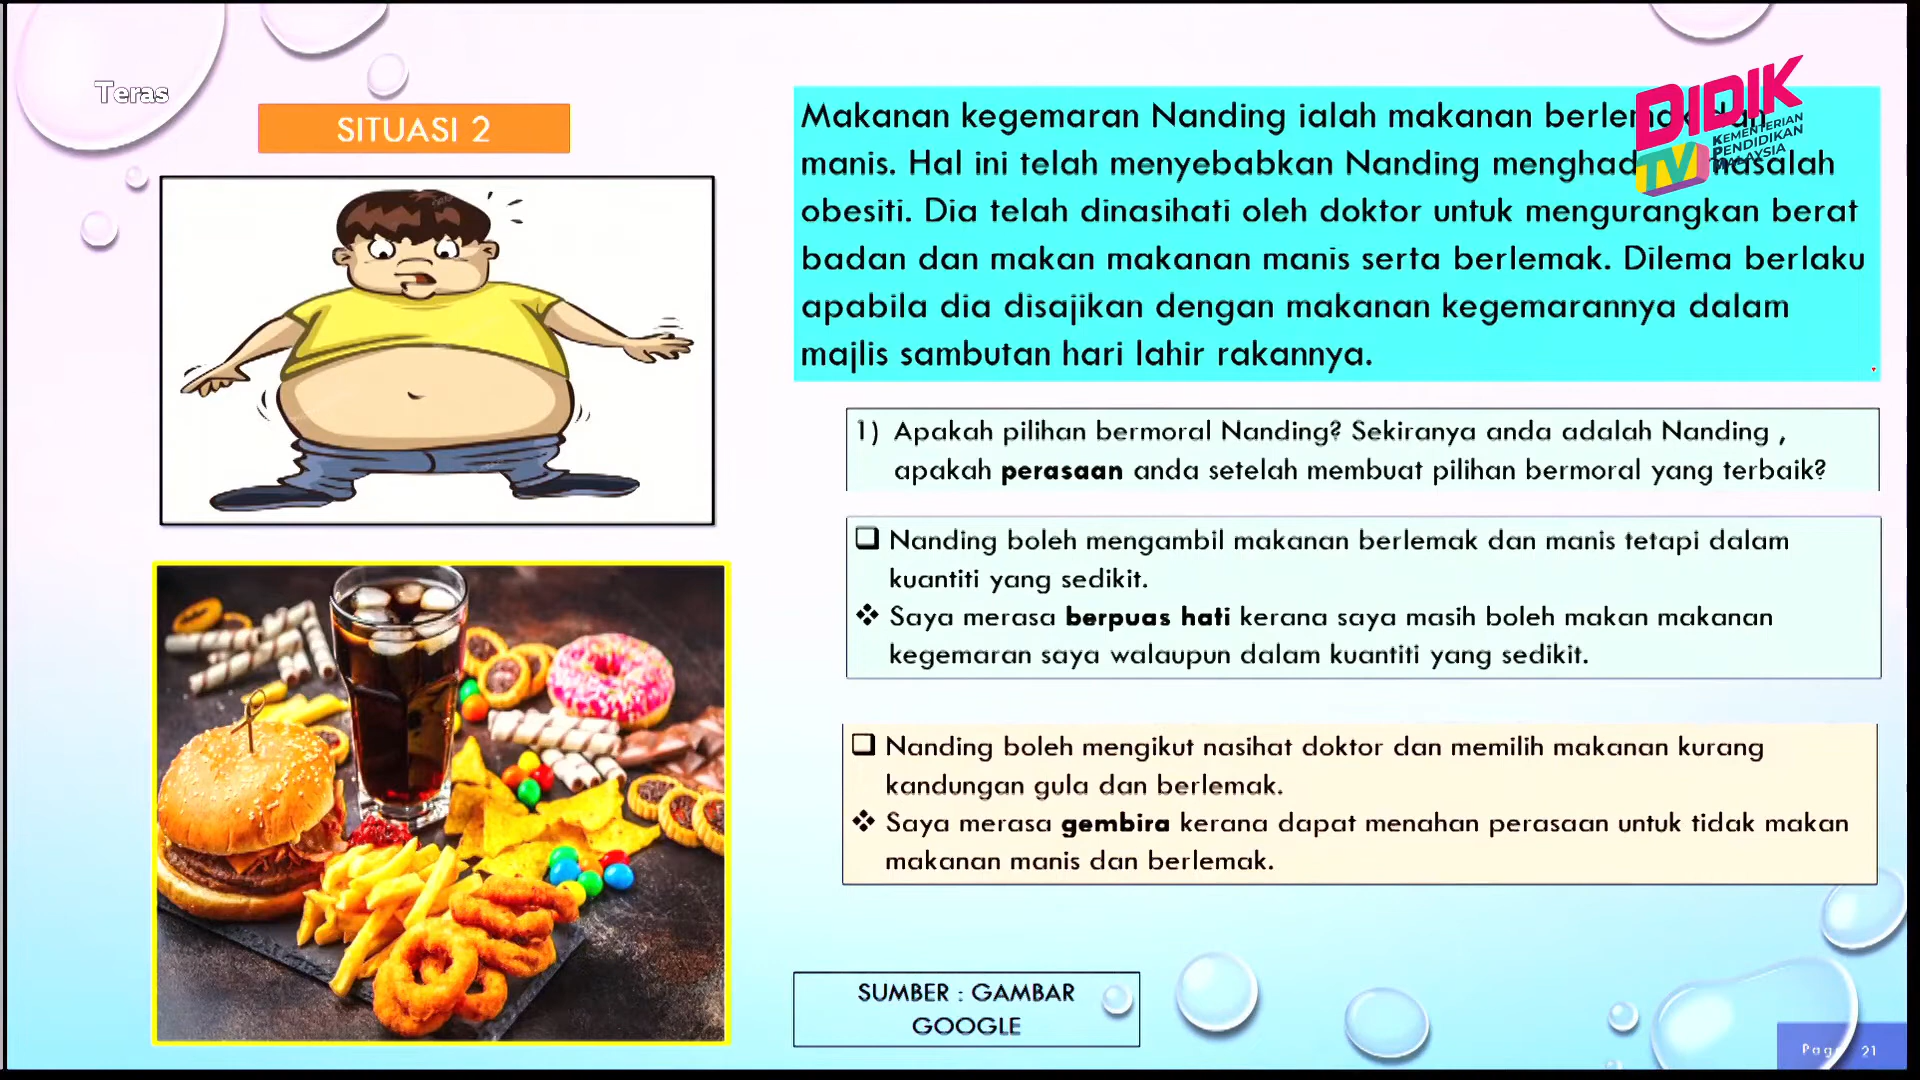 Teras
SITUASI 2
DIDIK
TV
KEMENTERIAN
PENDIDIKAN
MALAYSIA
Makanan kegemaran Nanding ialah makanan
manis. Hal ini telah menyebabkan Nanding masalah
obesiti. Dia telah dinasihati oleh doktor untuk mengurangkan berat
badan dan makan makanan manis serta berlemak. Dilema berlaku
apabila dia disajikan dengan makanan kegemarannya dalam
majlis sambutan hari lahir rakannya.
1) Apakah pilihan bermoral Nanding? Sekiranya anda adalah Nanding ,
apakah perasaan anda setelah membuat pilihan bermoral yang terbaik?
❑ Nanding boleh mengambil makanan berlemak dan manis tetapi dalam
kuantiti yang sedikit.
❖ Saya merasa berpuas hati kerana saya masih boleh makan makanan
kegemaran saya walaupun dalam kuantiti yang sedikit.
❑ Nanding boleh mengikut nasihat doktor dan memilih makanan kurang
kandungan gula dan berlemak.
❖ Saya merasa gembira kerana dapat menahan perasaan untuk tidak makan
makanan manis dan berlemak.
SUMBER : GAMBAR
GOOGLE
21